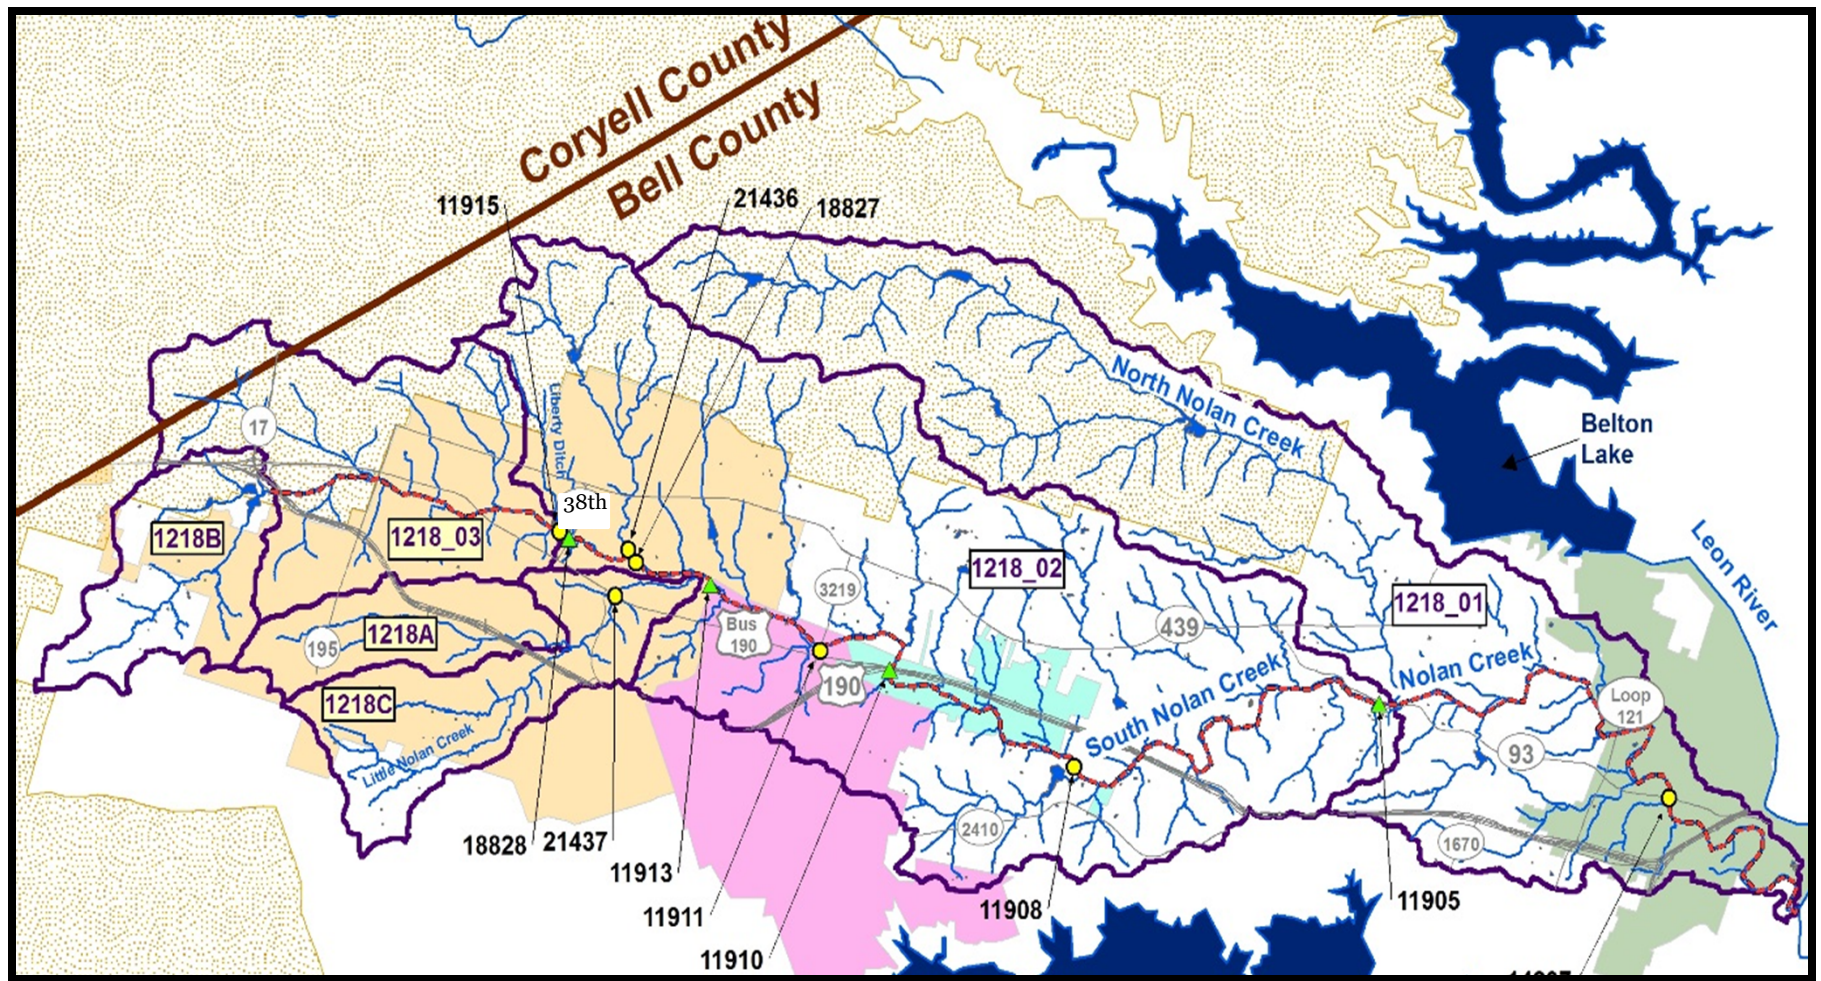 Coryell County
Bell County
11915
21436
18827
North Nolan Creek
Belton
Lake
17
Liberty Ditch
38th
Leon River
1218B
1218_03
1218_02
1218_01
3219
Bus
190
439
195
1218A
190
South Nolan Creek
Nolan Creek
Loop
121
1218C
Little Nolan Creek
93
2410
1670
18828
21437
11913
11911
11908
11905
11910